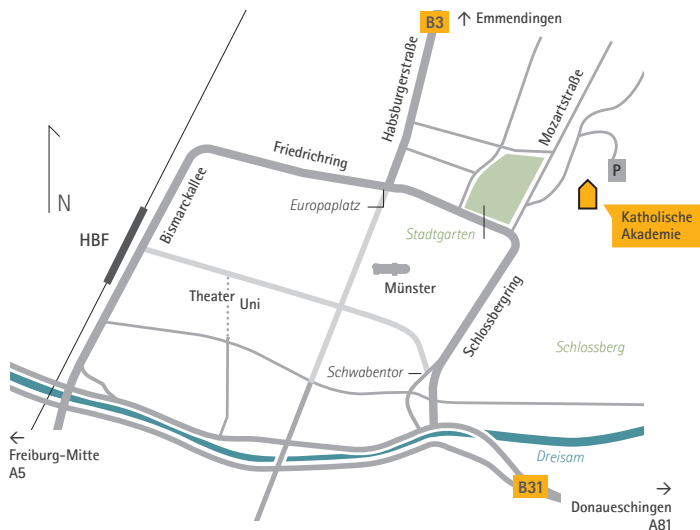 B3
↑ Emmendingen
Habsburgerstraße
Mozartstraße
Friedrichring
P
N
Europaplatz
Bismarckallee
Katholische
Akademie
Stadtgarten
HBF
Münster
Theater
Uni
Schlossbergring
Schlossberg
Schwabentor
←
Freiburg-Mitte
A5
Dreisam
B31
→
Donaueschingen
A81